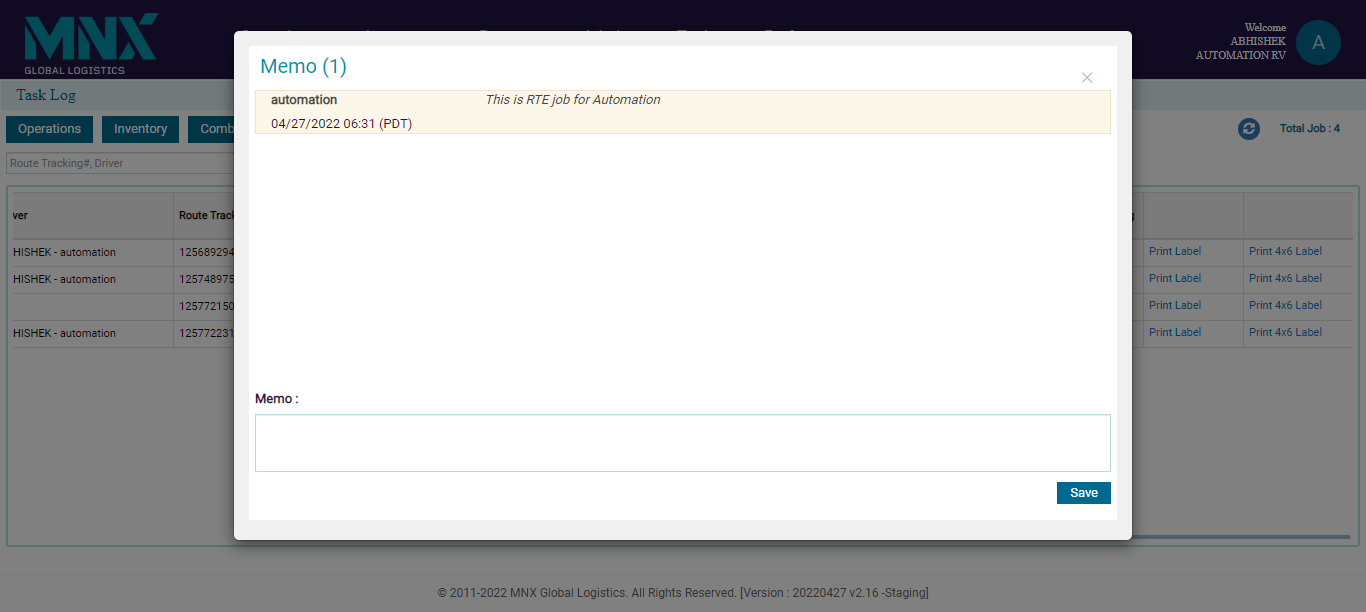 MNX
GLOBAL LOGISTICS
Welcome
ABHISHEK
AUTOMATION RV
A
Task Log
Operations
Inventory
Comb
Total Job : 4
Route Tracking#, Driver
Memo (1)
×
automation
This is RTE job for Automation
04/27/2022 06:31 (PDT)
Memo :
Save
ver
Route Track
HISHEK - automation
125689294
Print Label
Print 4x6 Label
HISHEK - automation
125748975
Print Label
Print 4x6 Label
125772150
Print Label
Print 4x6 Label
HISHEK - automation
125772231
Print Label
Print 4x6 Label
© 2011-2022 MNX Global Logistics. All Rights Reserved. [Version : 20220427 v2.16 -Staging]